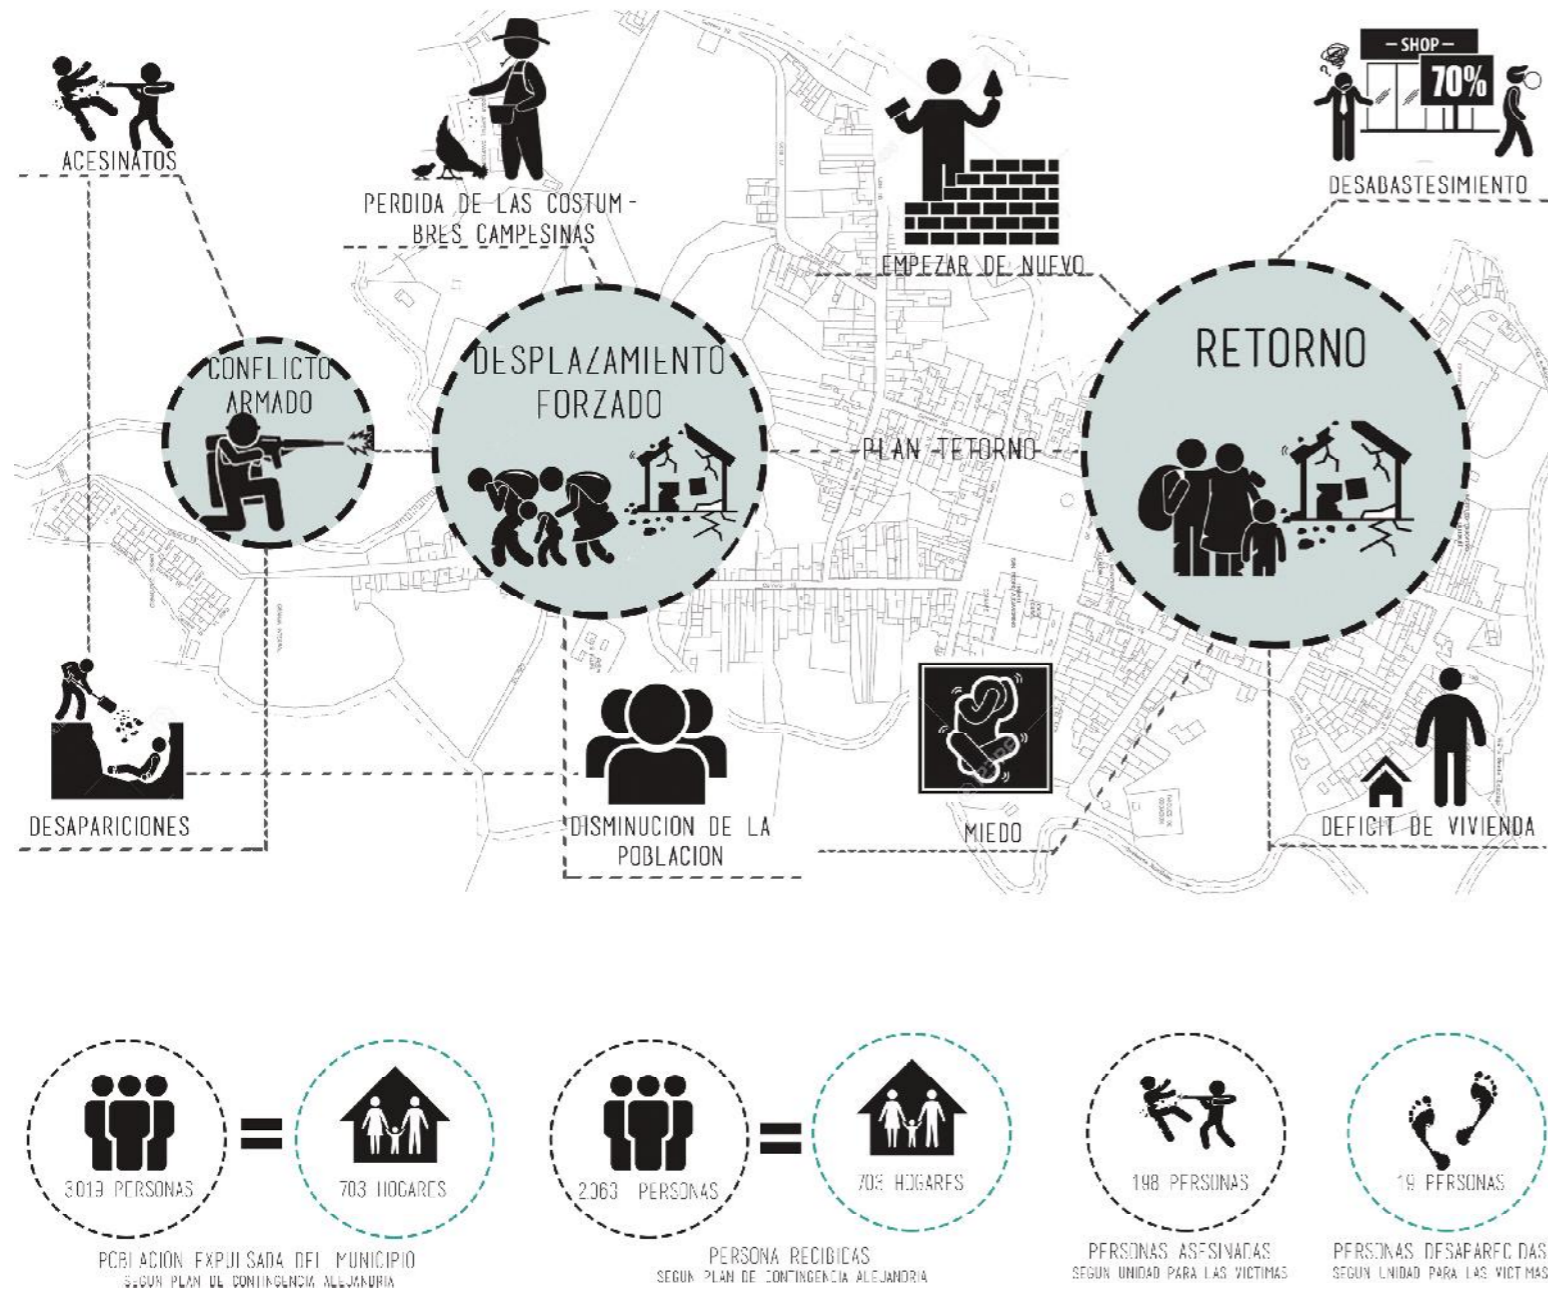 — SHOP —
70%
ACESINATOS
DESABASTESIMIENTO
PERDIDA DE LAS COSTUM-
BRES CAMPESINAS
EMPEZAR DE NUEVO
RETORNO
CONFLICTO
ARMADO
DESPLAZAMIENTO
FORZADO
PLAN TETORNO
DESAPARICIONES
DISMINUCION DE LA
POBLACION
MIEDO
DEFICIT DE VIVIENDA
3019 PERSONAS
703 HOGARES
2.063 PERSONAS
703 HOGARES
198 PERSONAS
19 PERSONAS
POBLACION EXPULSADA DEL MUNICIPIO
SEGUN PLAN DE CONTINGENCIA ALEJANDRIA
PERSONA RECIBIDAS
SEGUN PLAN DE CONTINGENCIA ALEJANDRIA
PERSONAS ASESINADAS
SEGUN UNIDAD PARA LAS VICTIMAS
PERSONAS DESAPARECIDAS
SEGUN UNIDAD PARA LAS VICTIMAS